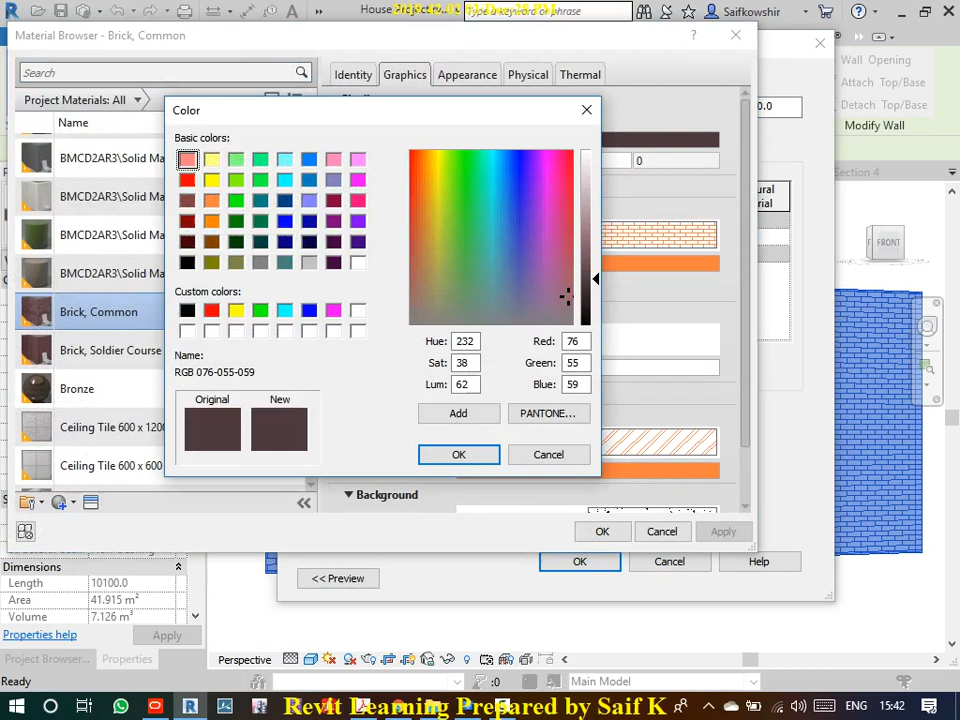 House Project
Type a keyword or phrase
Saifkowshir
Material Browser - Brick, Common
Search
Project Materials: All
Name
BMCD2AR3\Solid Ma
BMCD2AR3\Solid Ma
BMCD2AR3\Solid Ma
BMCD2AR3\Solid Ma
Brick, Common
Brick, Soldier Course
Bronze
Ceiling Tile 600 x 1200
Ceiling Tile 600 x 600
Identity
Graphics
Appearance
Physical
Thermal
0
Background
OK
Cancel
Apply
Color
Basic colors:
Custom colors:
Name:
RGB 076-055-059
Original
New
Hue: 232
Red: 76
Sat: 38
Green: 55
Lum: 62
Blue: 59
Add
PANTONE...
OK
Cancel
Wall Opening
Attach Top/Base
Detach Top/Base
Modify Wall
Section 4
FRONT
OK
Cancel
Help
<< Preview
Dimensions
Length 10100.0
Area 41.915 m²
Volume 7.126 m³
Properties help
Apply
Project Browser...
Properties
Perspective
Ready
:0
Main Model
Revit Learning Prepared by Saif K
ENG
15:42